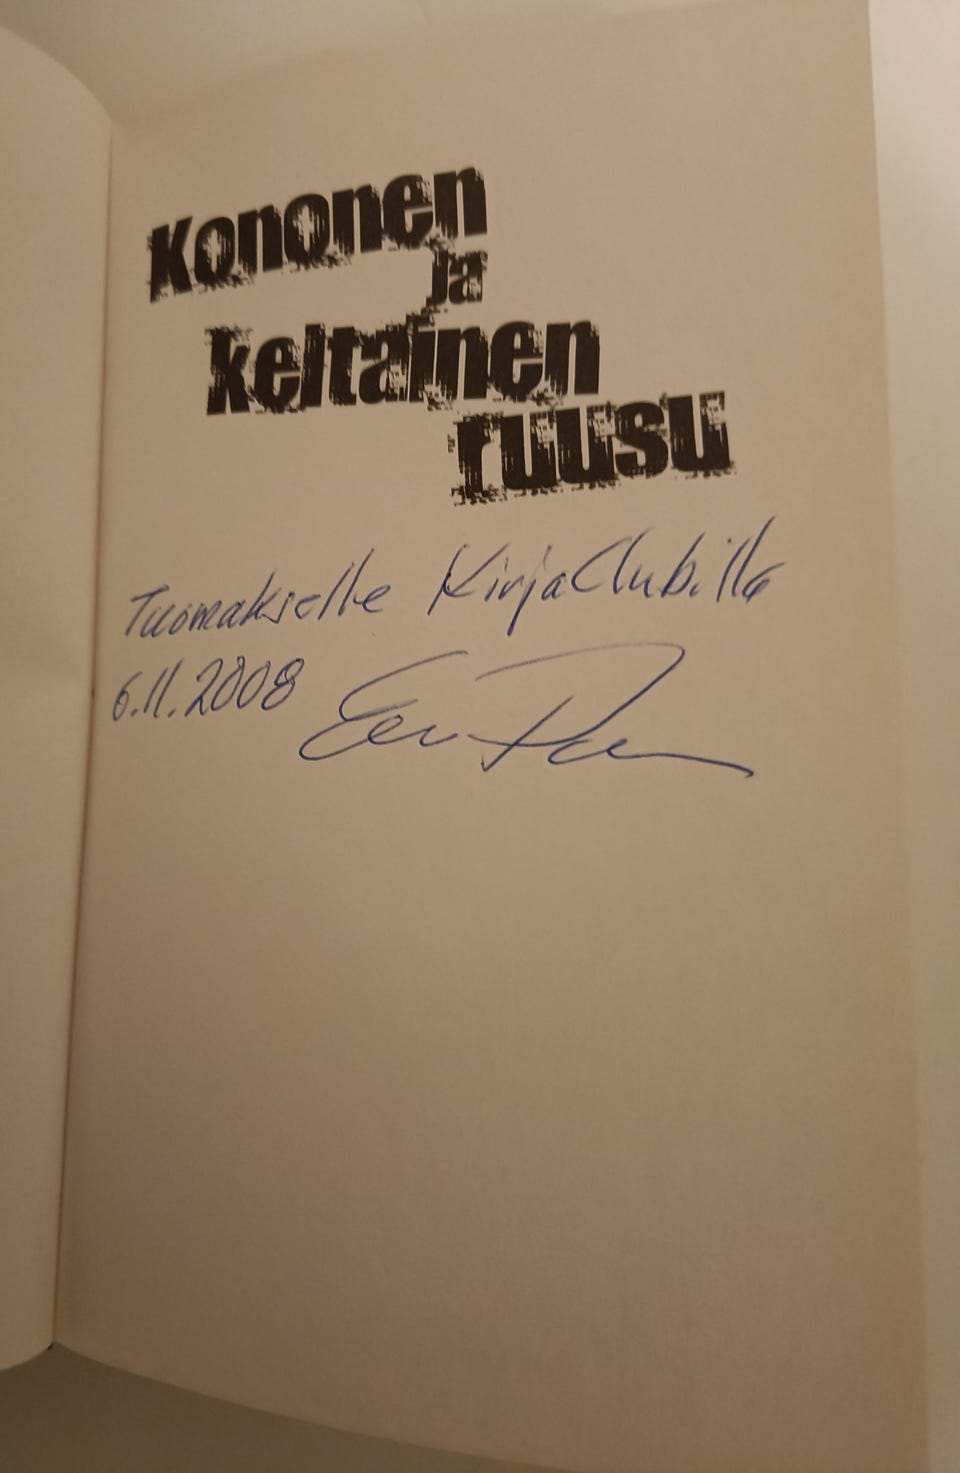 Kononen
ja
keltainen
ruusu
Tuomakselle KirjaClubilla
6.11.2008